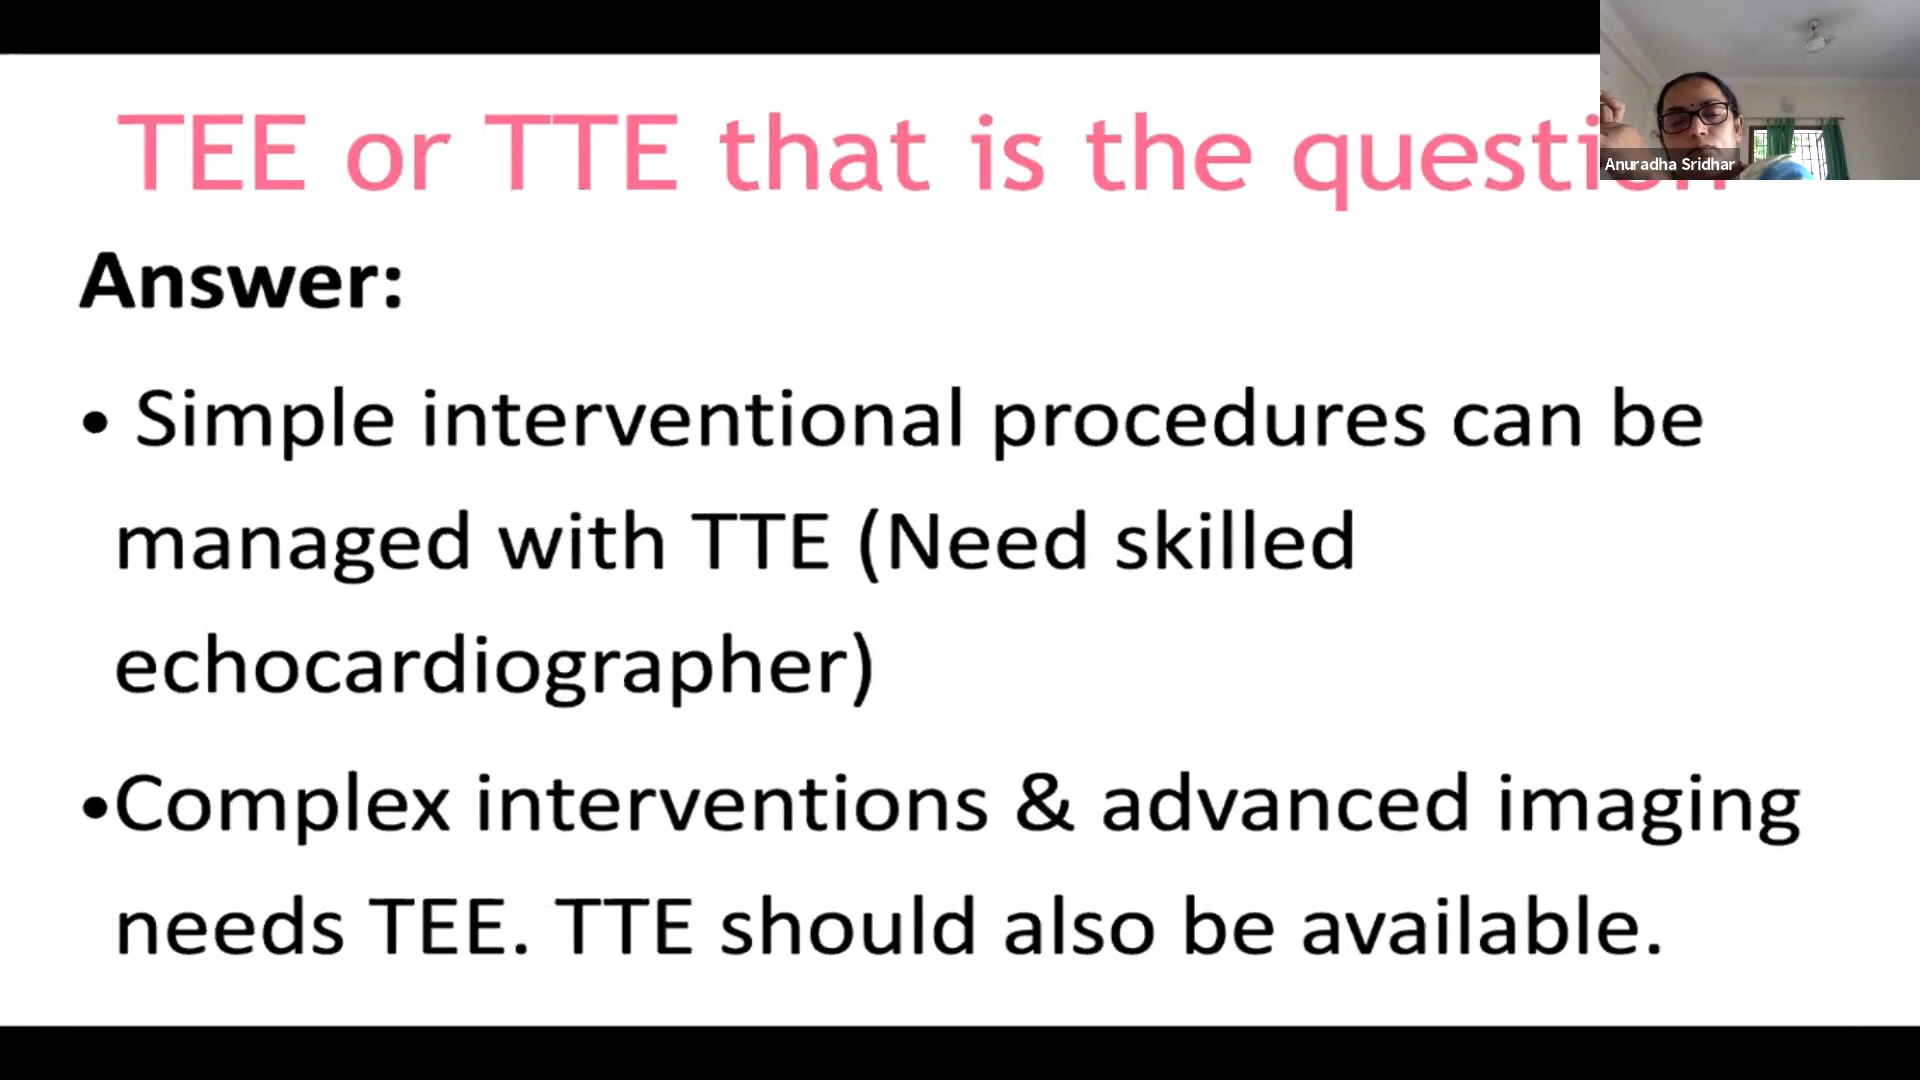 TEE or TTE that is the question
Anuradha Sridhar
Answer:
• Simple interventional procedures can be
managed with TTE (Need skilled
echocardiographer)
•Complex interventions & advanced imaging
needs TEE. TTE should also be available.